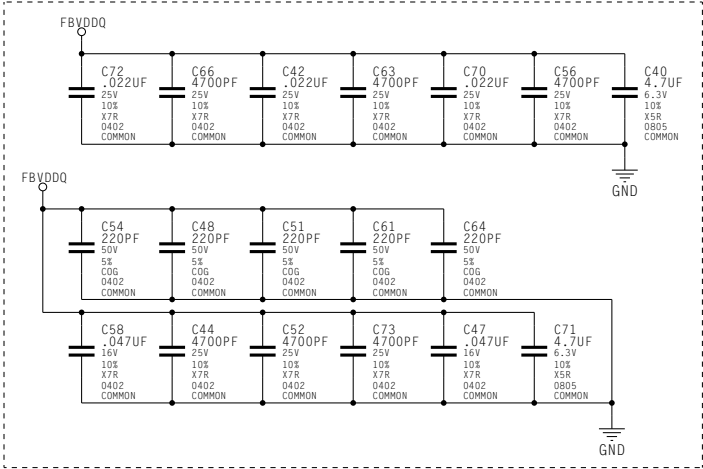 FBVDDQ
C72
.022UF
25V
10%
X7R
0402
COMMON
C66
4700PF
25V
10%
X7R
0402
COMMON
C42
.022UF
25V
10%
X7R
0402
COMMON
C63
4700PF
25V
10%
X7R
0402
COMMON
C70
.022UF
25V
10%
X7R
0402
COMMON
C56
4700PF
25V
10%
X7R
0402
COMMON
C40
4.7UF
6.3V
10%
X5R
0805
COMMON
GND
FBVDDQ
C54
220PF
50V
5%
COG
0402
COMMON
C48
220PF
50V
5%
COG
0402
COMMON
C51
220PF
50V
5%
COG
0402
COMMON
C61
220PF
50V
5%
COG
0402
COMMON
C64
220PF
50V
5%
COG
0402
COMMON
C58
.047UF
16V
10%
X7R
0402
COMMON
C44
4700PF
25V
10%
X7R
0402
COMMON
C52
4700PF
25V
10%
X7R
0402
COMMON
C73
4700PF
25V
10%
X7R
0402
COMMON
C47
.047UF
16V
10%
X7R
0402
COMMON
C71
4.7UF
6.3V
10%
X5R
0805
COMMON
GND